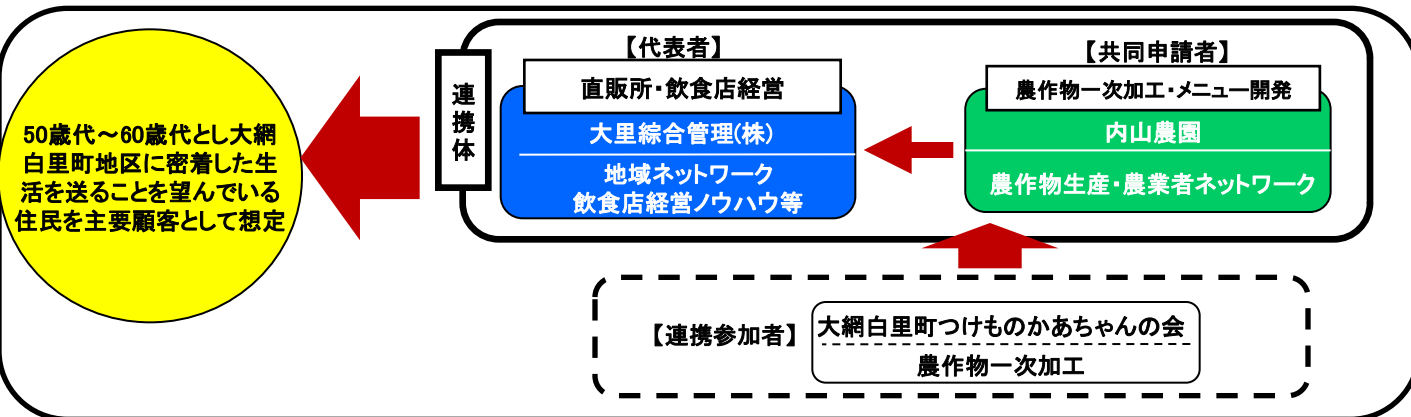 50歳代～60歳代とし大網
白里町地区に密着した生
活を送ることを望んでいる
住民を主要顧客として想定
連携体
【代表者】
直販所・飲食店経営
大里綜合管理(株)
地域ネットワーク
飲食店経営ノウハウ等
【共同申請者】
農作物一次加工・メニュー開発
内山農園
農作物生産・農業者ネットワーク
【連携参加者】
大網白里町つけものかあちゃんの会
農作物一次加工